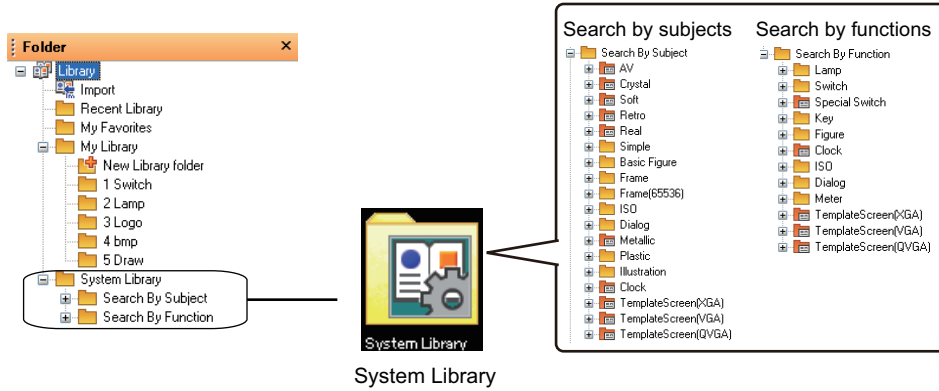 Folder
Library
Import
Recent Library
My Favorites
My Library
New Library folder
1 Switch
2 Lamp
3 Logo
4 bmp
5 Draw
System Library
Search By Subject
Search By Function
System Library
System Library
Search by subjects
Search By Subject
AV
Crystal
Soft
Retro
Real
Simple
Basic Figure
Frame
Frame(65536)
ISO
Dialog
Metallic
Plastic
Illustration
Clock
TemplateScreen(XGA)
TemplateScreen(VGA)
TemplateScreen(QVGA)
Search by functions
Search By Function
Lamp
Switch
Special Switch
Key
Figure
Clock
ISO
Dialog
Meter
TemplateScreen(XGA)
TemplateScreen(VGA)
TemplateScreen(QVGA)